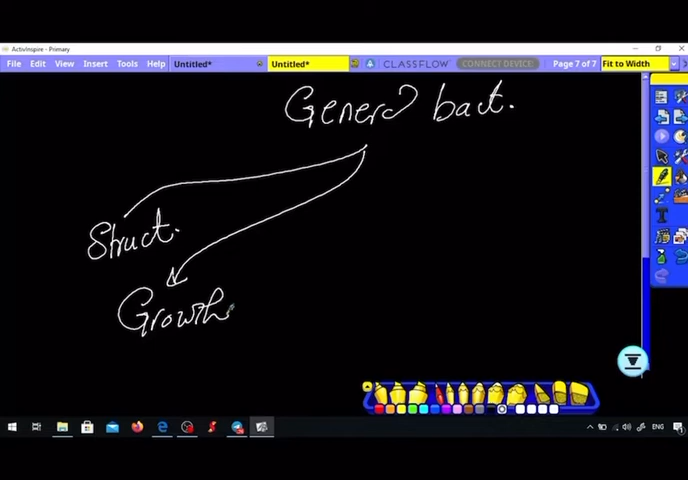 ActivInspire - Primary
File Edit View Insert Tools Help Untitled* Untitled* CLASSFLOW CONNECT DEVICE Page 7 of 7 Fit to Width
General bact.
Struct.
Growth
ENG